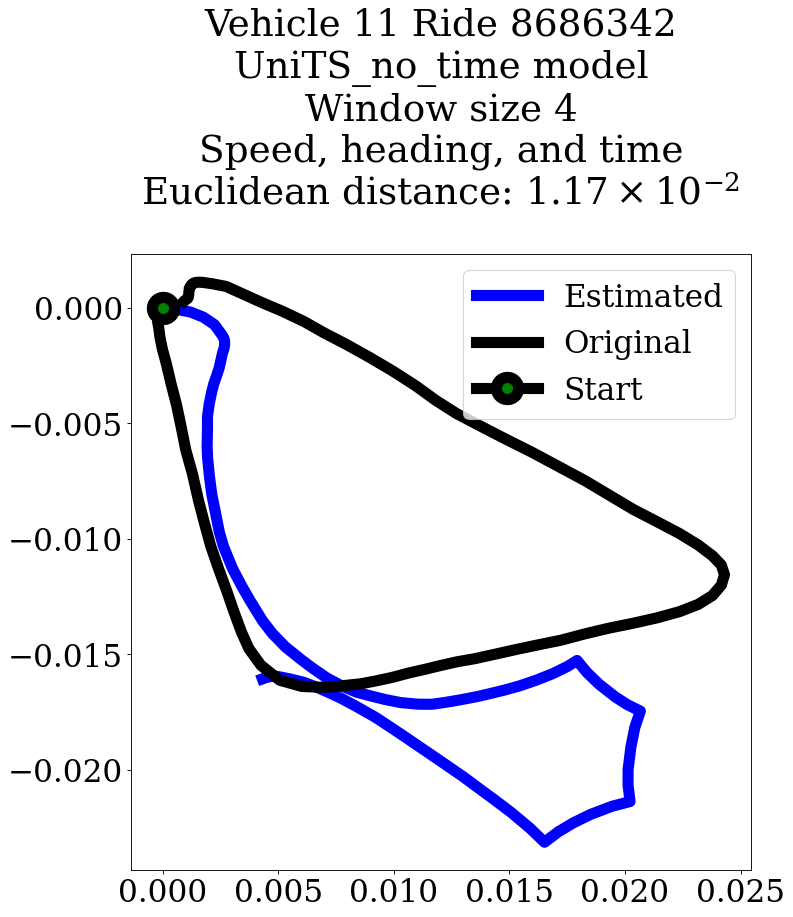 Vehicle 11 Ride 8686342
UniTS_no_time model
Window size 4
Speed, heading, and time
Euclidean distance: 1.17 × 10⁻²
Estimated
Original
Start
0.000
−0.005
−0.010
−0.015
−0.020
0.000 0.005 0.010 0.015 0.020 0.025